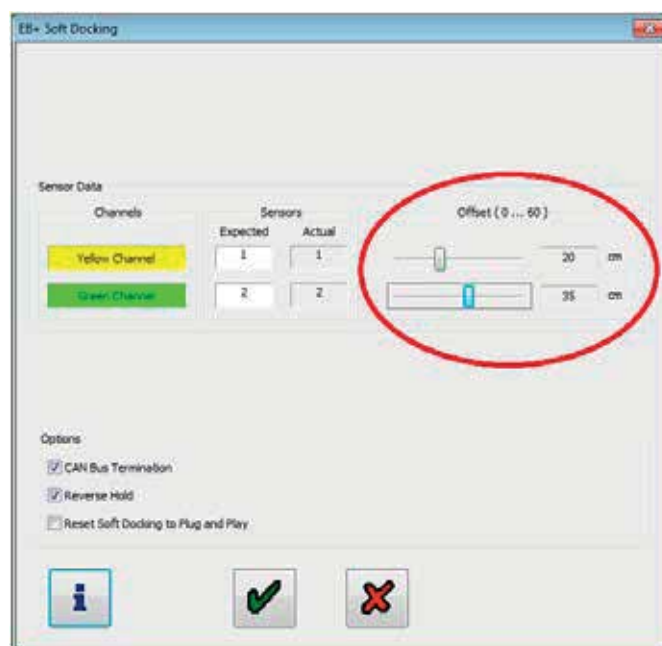 EB+ Soft Docking
Sensor Data
Channels Sensors Offset ( 0 ... 60 )
Expected Actual
Yellow Channel 1 1 20 cm
Green Channel 2 2 35 cm
Options
CAN Bus Termination
Reverse Hold
Reset Soft Docking to Plug and Play
i